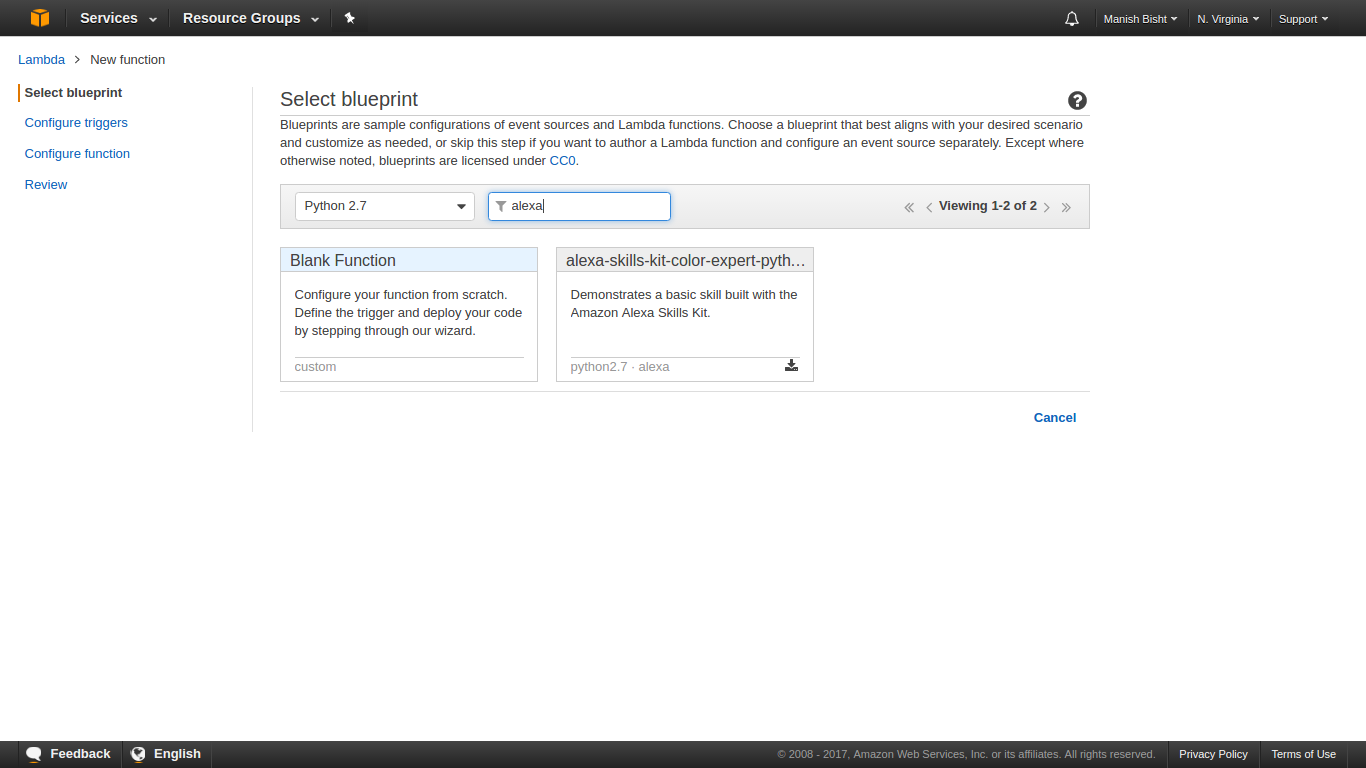 Services
Resource Groups
Manish Bisht
N. Virginia
Support
Lambda > New function
Select blueprint
Configure triggers
Configure function
Review
Select blueprint
Blueprints are sample configurations of event sources and Lambda functions. Choose a blueprint that best aligns with your desired scenario
and customize as needed, or skip this step if you want to author a Lambda function and configure an event source separately. Except where
otherwise noted, blueprints are licensed under CC0.
Python 2.7
alexa
« < Viewing 1-2 of 2 > »
Blank Function
Configure your function from scratch.
Define the trigger and deploy your code
by stepping through our wizard.
custom
alexa-skills-kit-color-expert-pyth…
Demonstrates a basic skill built with the
Amazon Alexa Skills Kit.
python2.7 · alexa
Cancel
Feedback
English
© 2008 - 2017, Amazon Web Services, Inc. or its affiliates. All rights reserved.
Privacy Policy
Terms of Use